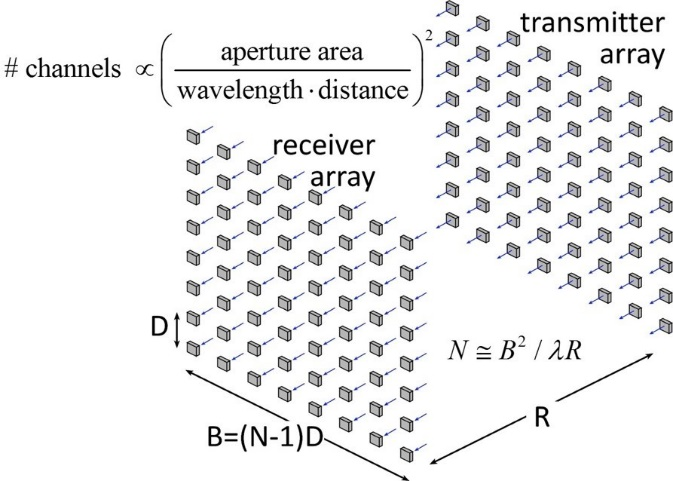 # channels ∝ ( aperture area / wavelength · distance )²
transmitter
array
receiver
array
D
N ≅ B² / λR
R
B=(N-1)D